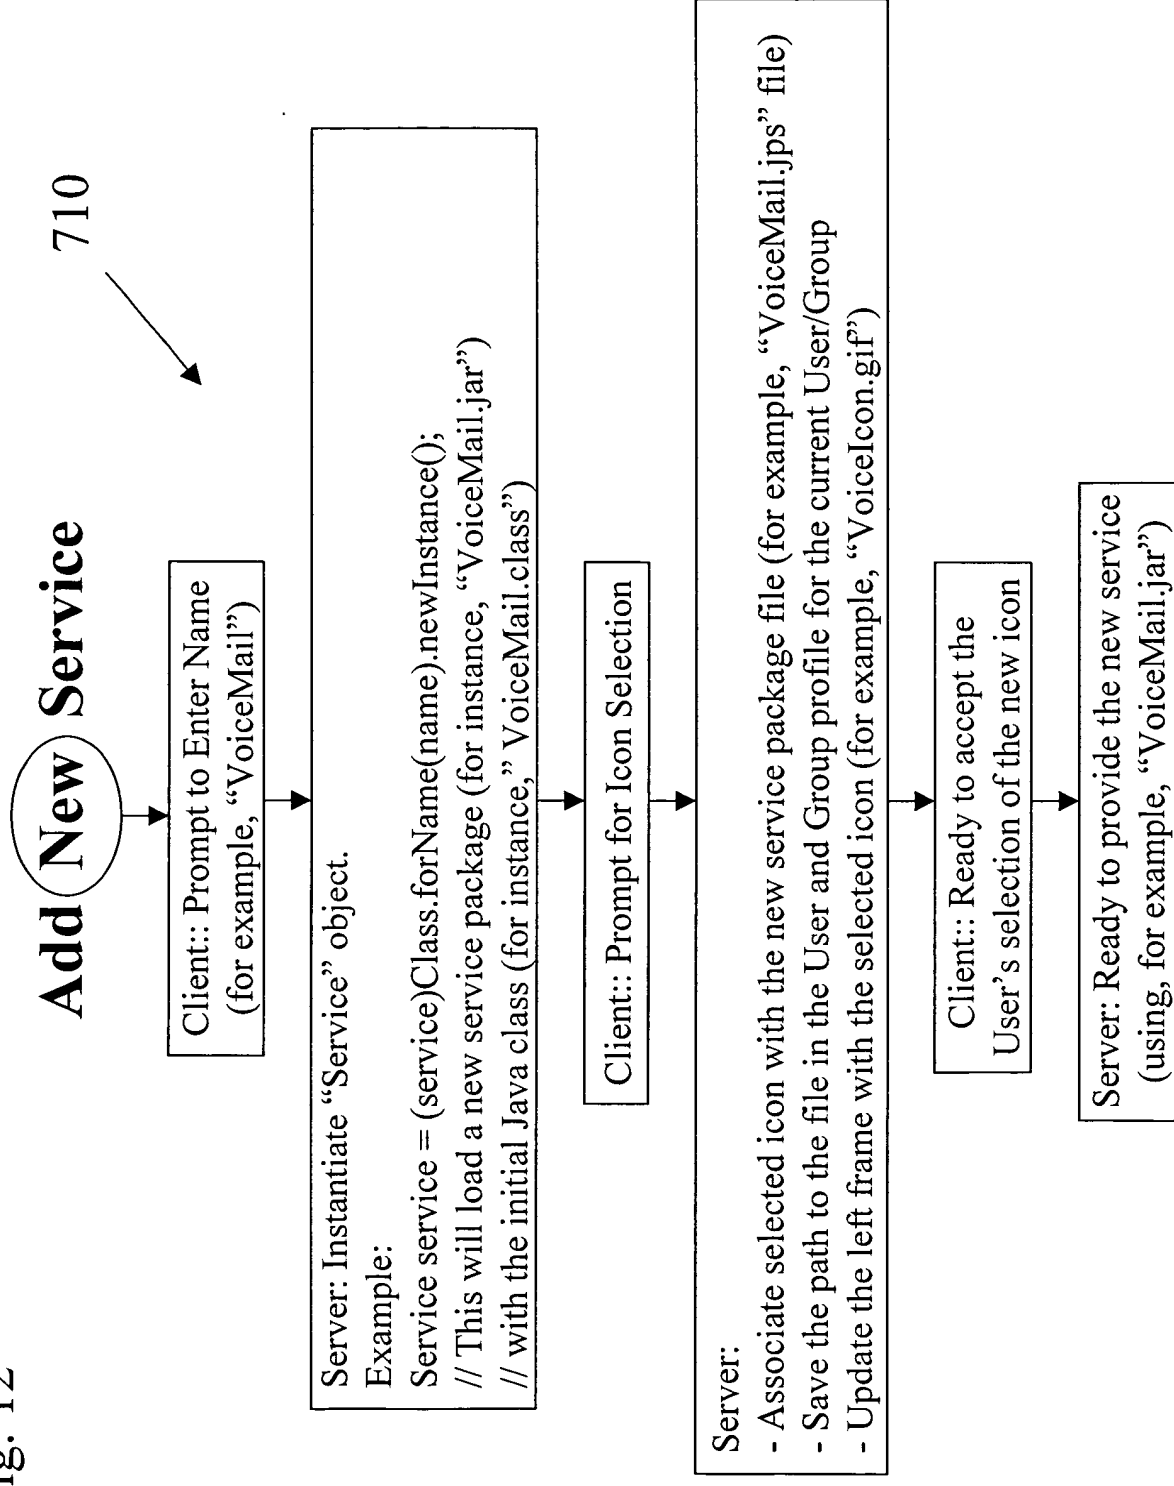 ig. 12
Add New Service
710
Client:: Prompt to Enter Name
(for example, “VoiceMail”)
Server: Instantiate “Service” object.
Example:
Service service = (service)Class.forName(name).newInstance();
// This will load a new service package (for instance, “VoiceMail.jar”)
// with the initial Java class (for instance,” VoiceMail.class”)
Client:: Prompt for Icon Selection
Server:
- Associate selected icon with the new service package file (for example, “VoiceMail.jps” file)
- Save the path to the file in the User and Group profile for the current User/Group
- Update the left frame with the selected icon (for example, “VoiceIcon.gif”)
Client:: Ready to accept the
User’s selection of the new icon
Server: Ready to provide the new service
(using, for example, “VoiceMail.jar”)